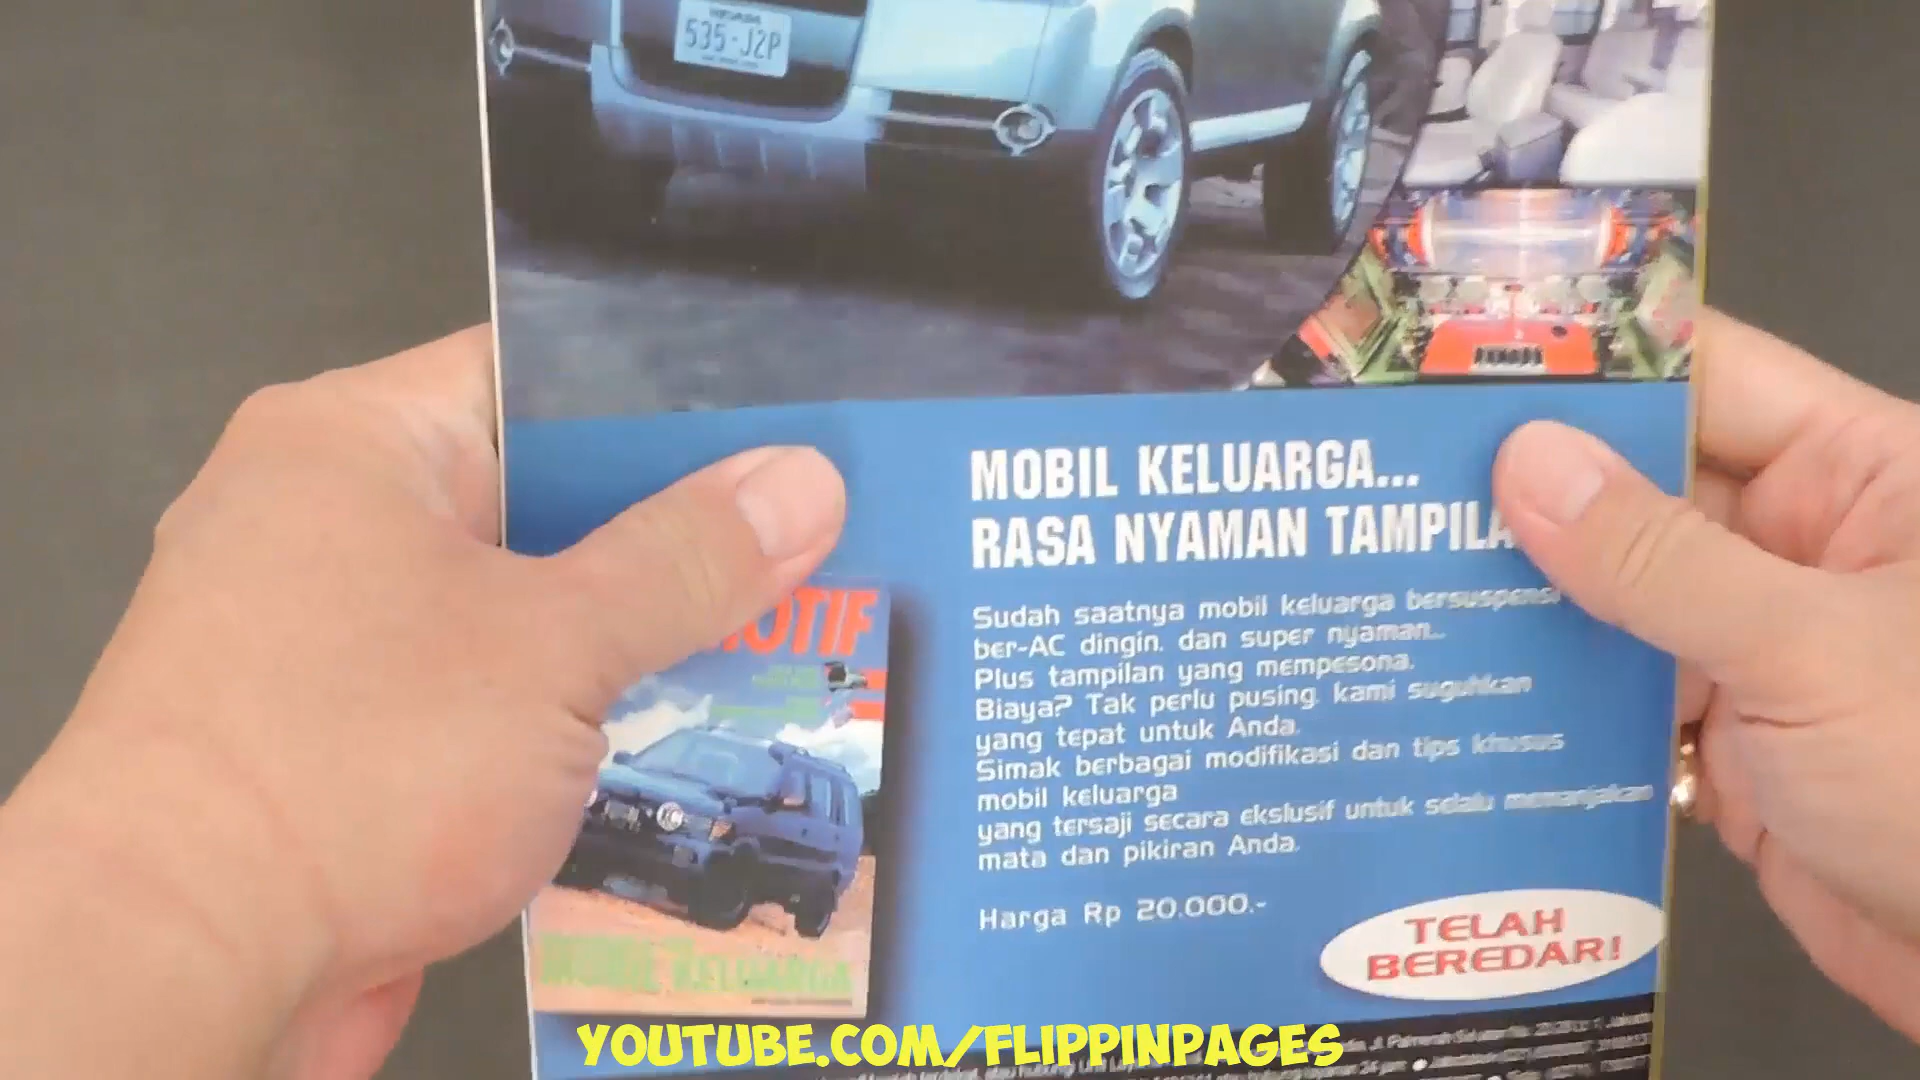 535-J2P
MOBIL KELUARGA...
RASA NYAMAN TAMPILA
Sudah saatnya mobil keluarga bersuspensi
ber-AC dingin. dan super nyaman...
Plus tampilan yang mempesona.
Biaya? Tak perlu pusing. kami suguhkan
yang tepat untuk Anda.
Simak berbagai modifikasi dan tips khusus
mobil keluarga
yang tersaji secara ekslusif untuk selalu memanjakan
mata dan pikiran Anda.
Harga Rp 20.000.-
TELAH
BEREDAR!
OTIF
MOBIL KELUARGA
YOUTUBE.COM/FLIPPINPAGES